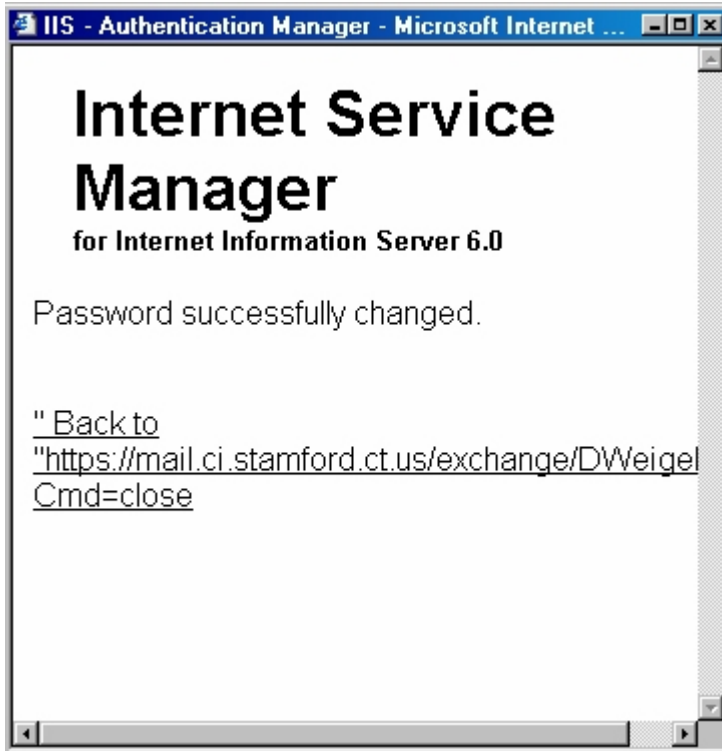 IIS - Authentication Manager - Microsoft Internet ...
Internet Service
Manager
for Internet Information Server 6.0
Password successfully changed.
" Back to
"https://mail.ci.stamford.ct.us/exchange/DWeigel
Cmd=close